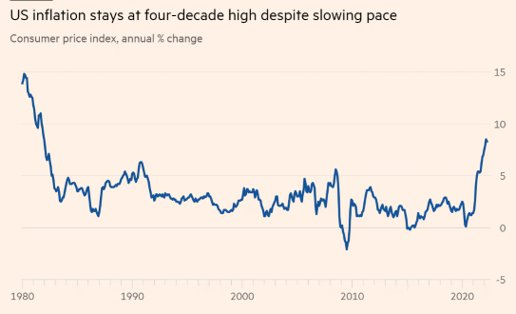 US inflation stays at four-decade high despite slowing pace
Consumer price index, annual % change
15
10
5
0
-5
1980 1990 2000 2010 2020